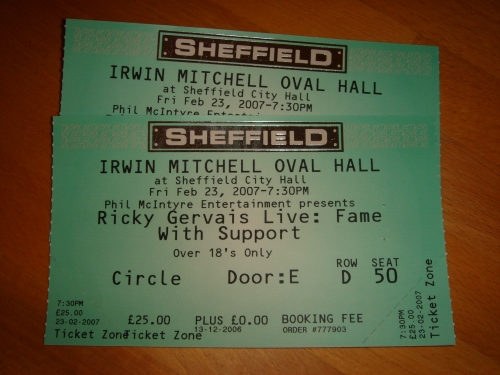 SHEFFIELD
IRWIN MITCHELL OVAL HALL
at Sheffield City Hall
Fri Feb 23, 2007-7:30PM
Phil McIntyre Entertai
SHEFFIELD
IRWIN MITCHELL OVAL HALL
at Sheffield City Hall
Fri Feb 23, 2007-7:30PM
Phil McIntyre Entertainment presents
Ricky Gervais Live: Fame
With Support
Over 18's Only
ROW SEAT
Circle Door:E D 50
7:30PM
£25.00
23-02-2007
£25.00 PLUS £0.00 BOOKING FEE
13-12-2006 ORDER #777903
Ticket Zone Ticket Zone
7:30PM
£25.00
23-02-2007
Ticket Zone